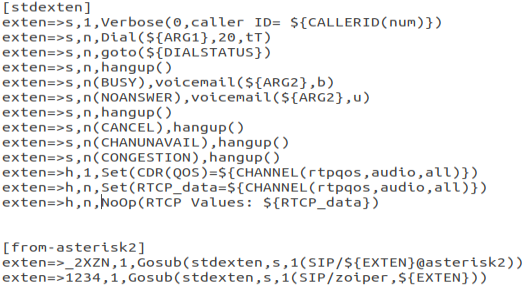 [stdexten]
exten=>s,1,Verbose(0,caller ID= ${CALLERID(num)})
exten=>s,n,Dial(${ARG1},20,tT)
exten=>s,n,goto(${DIALSTATUS})
exten=>s,n,hangup()
exten=>s,n(BUSY),voicemail(${ARG2},b)
exten=>s,n(NOANSWER),voicemail(${ARG2},u)
exten=>s,n,hangup()
exten=>s,n(CANCEL),hangup()
exten=>s,n(CHANUNAVAIL),hangup()
exten=>s,n(CONGESTION),hangup()
exten=>h,1,Set(CDR(QOS)=${CHANNEL(rtpqos,audio,all)})
exten=>h,n,Set(RTCP_data=${CHANNEL(rtpqos,audio,all)})
exten=>h,n,NoOp(RTCP Values: ${RTCP_data})
[from-asterisk2]
exten=>_2XZN,1,Gosub(stdexten,s,1(SIP/${EXTEN}@asterisk2))
exten=>1234,1,Gosub(stdexten,s,1(SIP/zoiper,${EXTEN}))